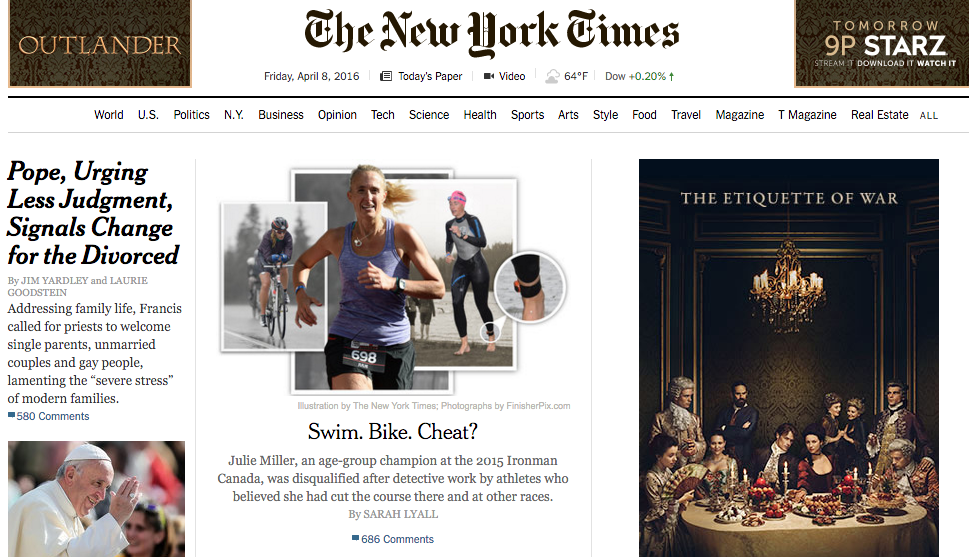 OUTLANDER
The New York Times
TOMORROW
9P STARZ
STREAM IT DOWNLOAD IT WATCH IT
Friday, April 8, 2016
Today's Paper
Video
64°F
Dow +0.20% ↑
World U.S. Politics N.Y. Business Opinion Tech Science Health Sports Arts Style Food Travel Magazine T Magazine Real Estate ALL
Pope, Urging
Less Judgment,
Signals Change
for the Divorced
By JIM YARDLEY and LAURIE
GOODSTEIN
Addressing family life, Francis
called for priests to welcome
single parents, unmarried
couples and gay people,
lamenting the “severe stress”
of modern families.
580 Comments
698
Illustration by The New York Times; Photographs by FinisherPix.com
Swim. Bike. Cheat?
Julie Miller, an age-group champion at the 2015 Ironman
Canada, was disqualified after detective work by athletes who
believed she had cut the course there and at other races.
By SARAH LYALL
686 Comments
THE ETIQUETTE OF WAR